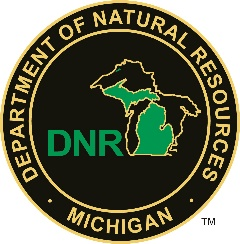 DEPARTMENT OF NATURAL RESOURCES
DNR
· MICHIGAN ·
TM